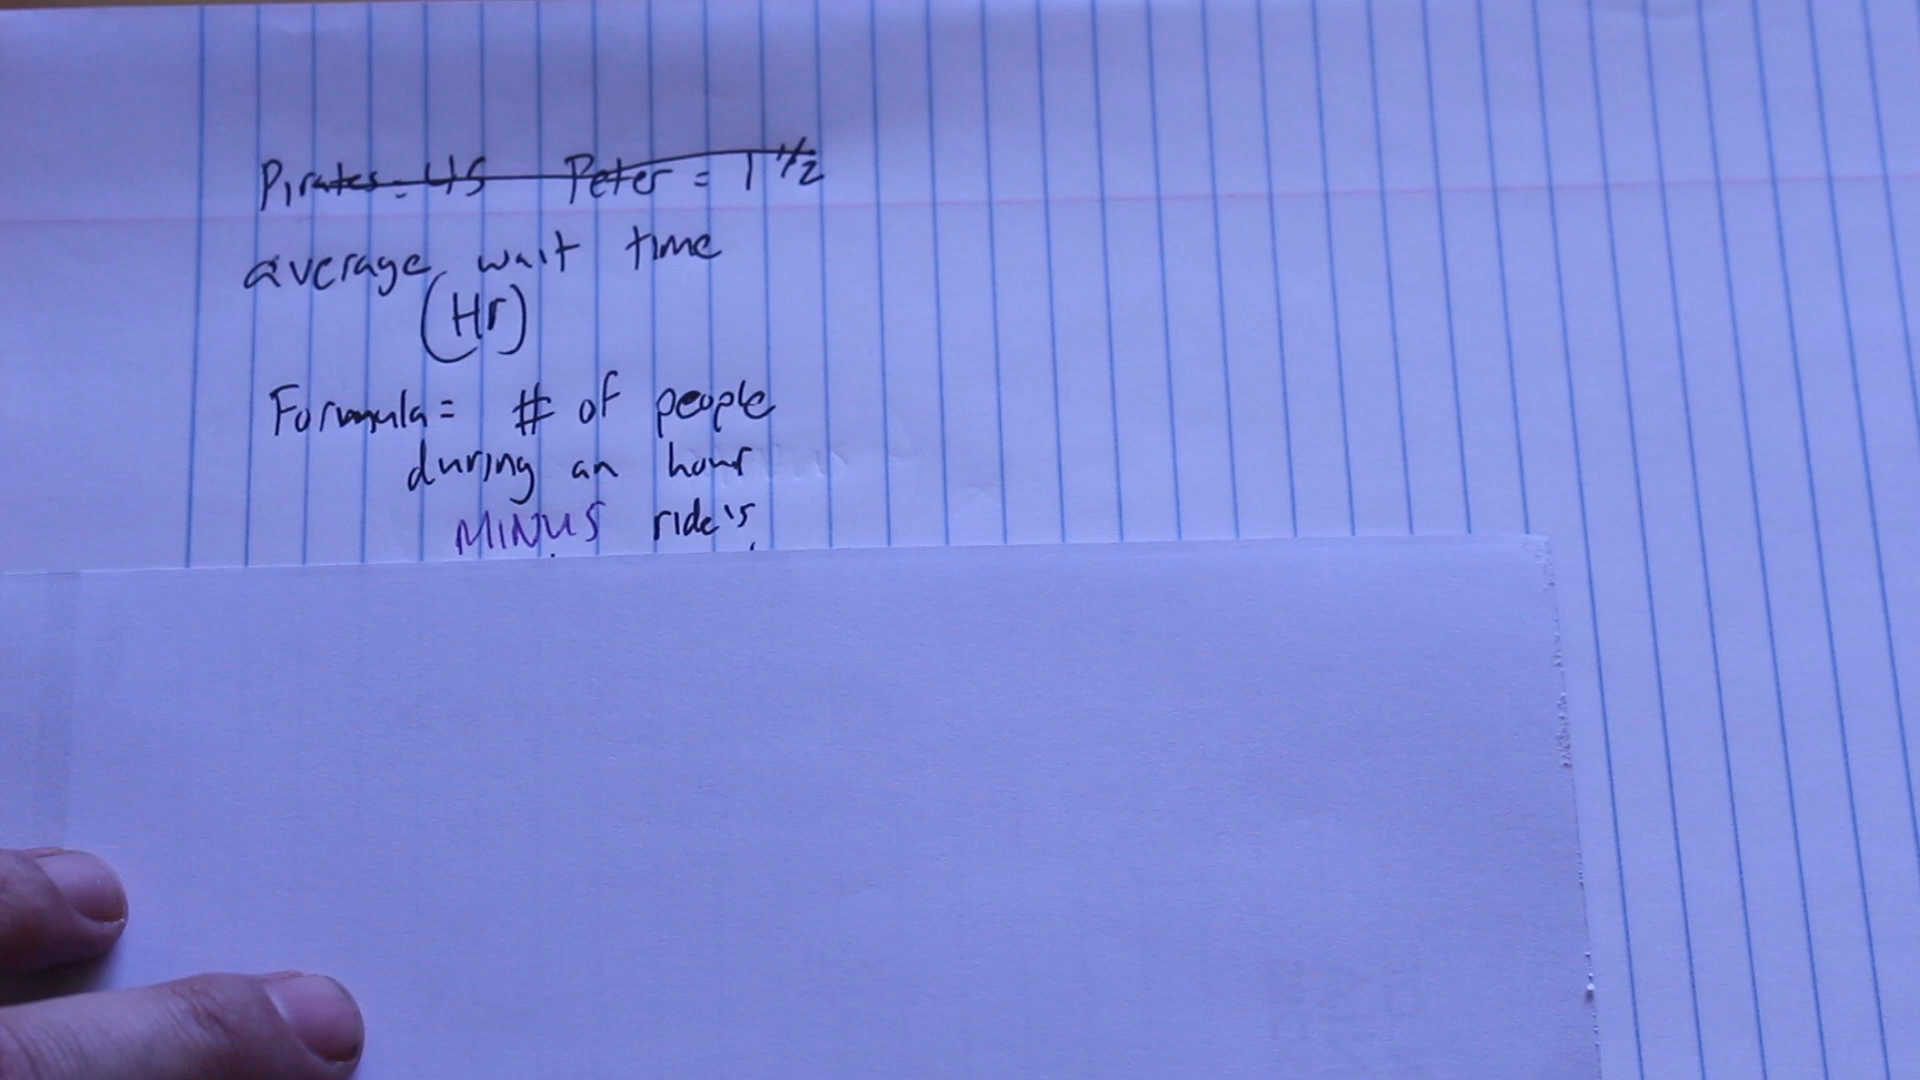 Pirates = 45 Peter = 1 1/2
average wait time
(Hr)
Formula = # of people
during an hour
MINUS ride's